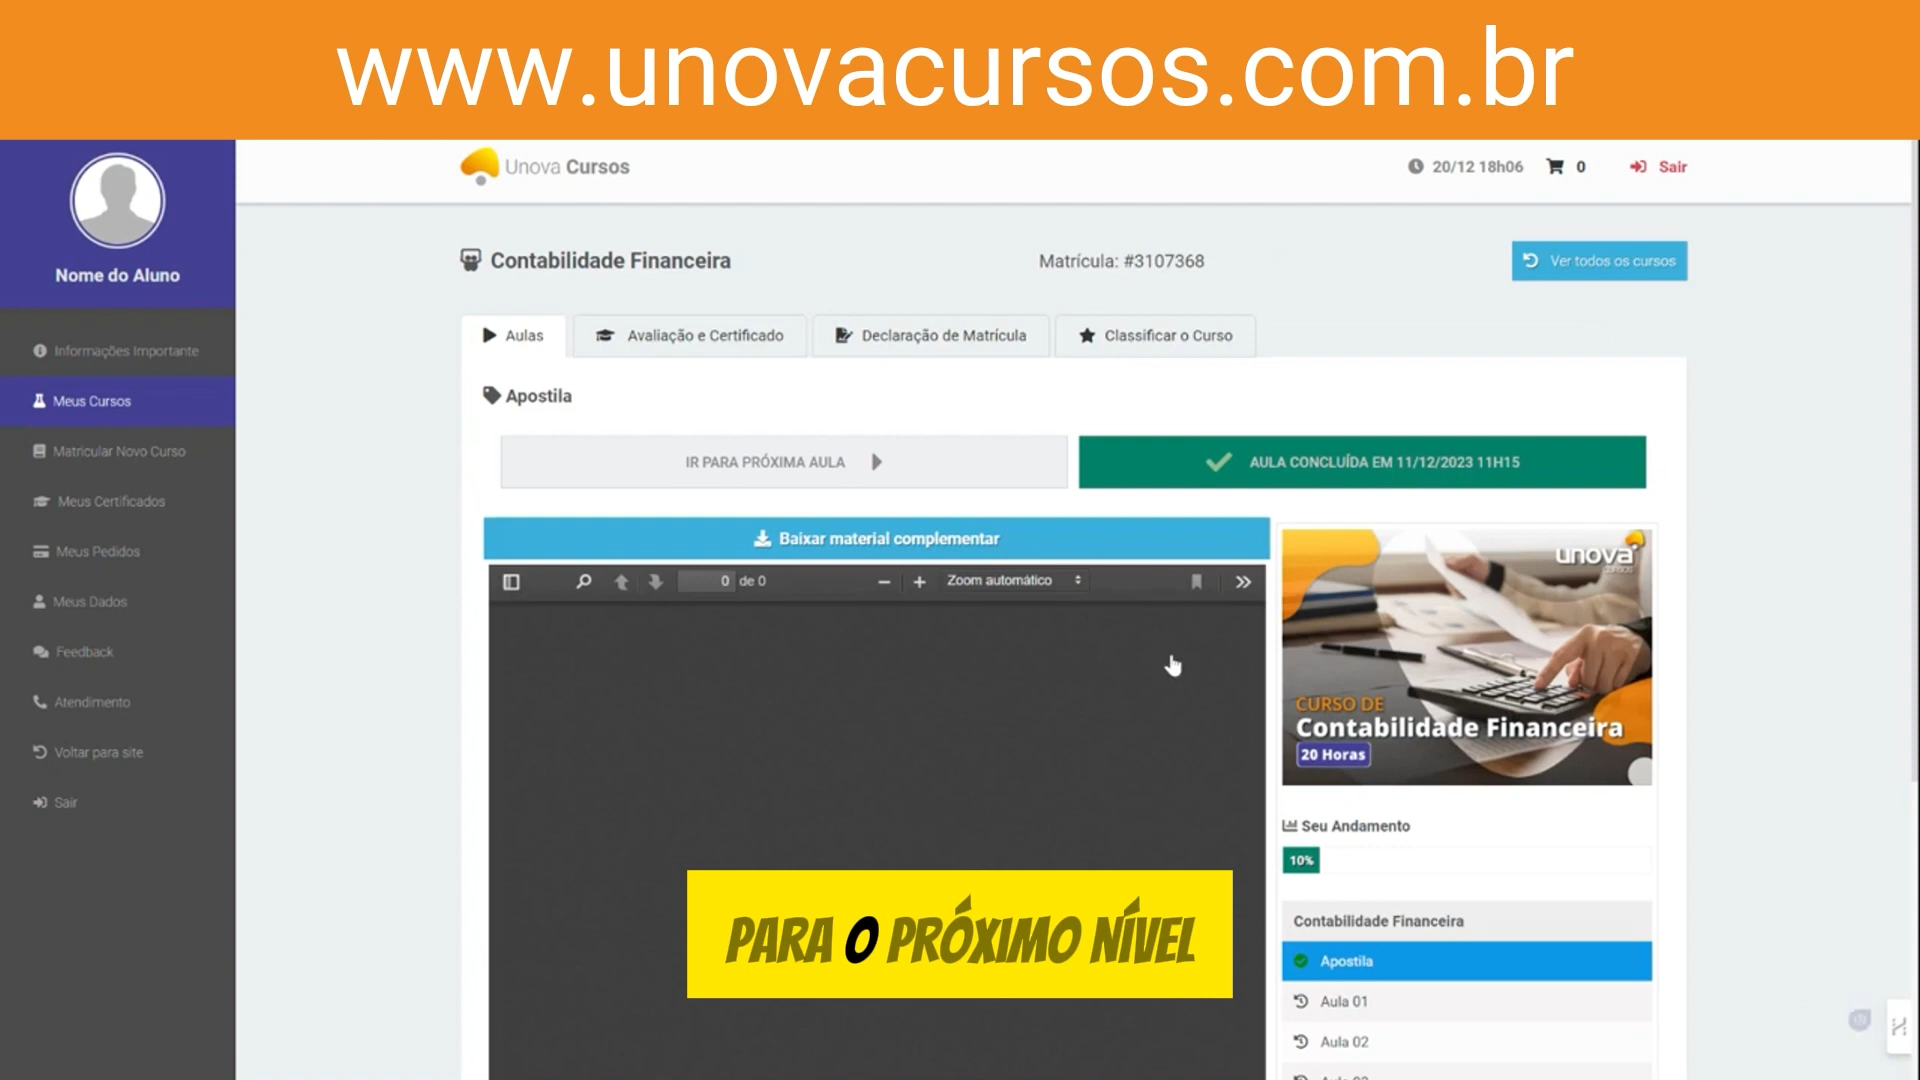 www.unovacursos.com.br
Unova Cursos
20/12 18h06
0
Sair
Nome do Aluno
Informações Importante
Meus Cursos
Matricular Novo Curso
Meus Certificados
Meus Pedidos
Meus Dados
Feedback
Atendimento
Voltar para site
Sair
Contabilidade Financeira
Matrícula: #3107368
Ver todos os cursos
Aulas
Avaliação e Certificado
Declaração de Matrícula
Classificar o Curso
Apostila
IR PARA PRÓXIMA AULA
AULA CONCLUÍDA EM 11/12/2023 11H15
Baixar material complementar
0 de 0
Zoom automático
unova
CURSOS
CURSO DE
Contabilidade Financeira
20 Horas
Seu Andamento
10%
Contabilidade Financeira
Apostila
Aula 01
Aula 02
PARA O PRÓXIMO NÍVEL